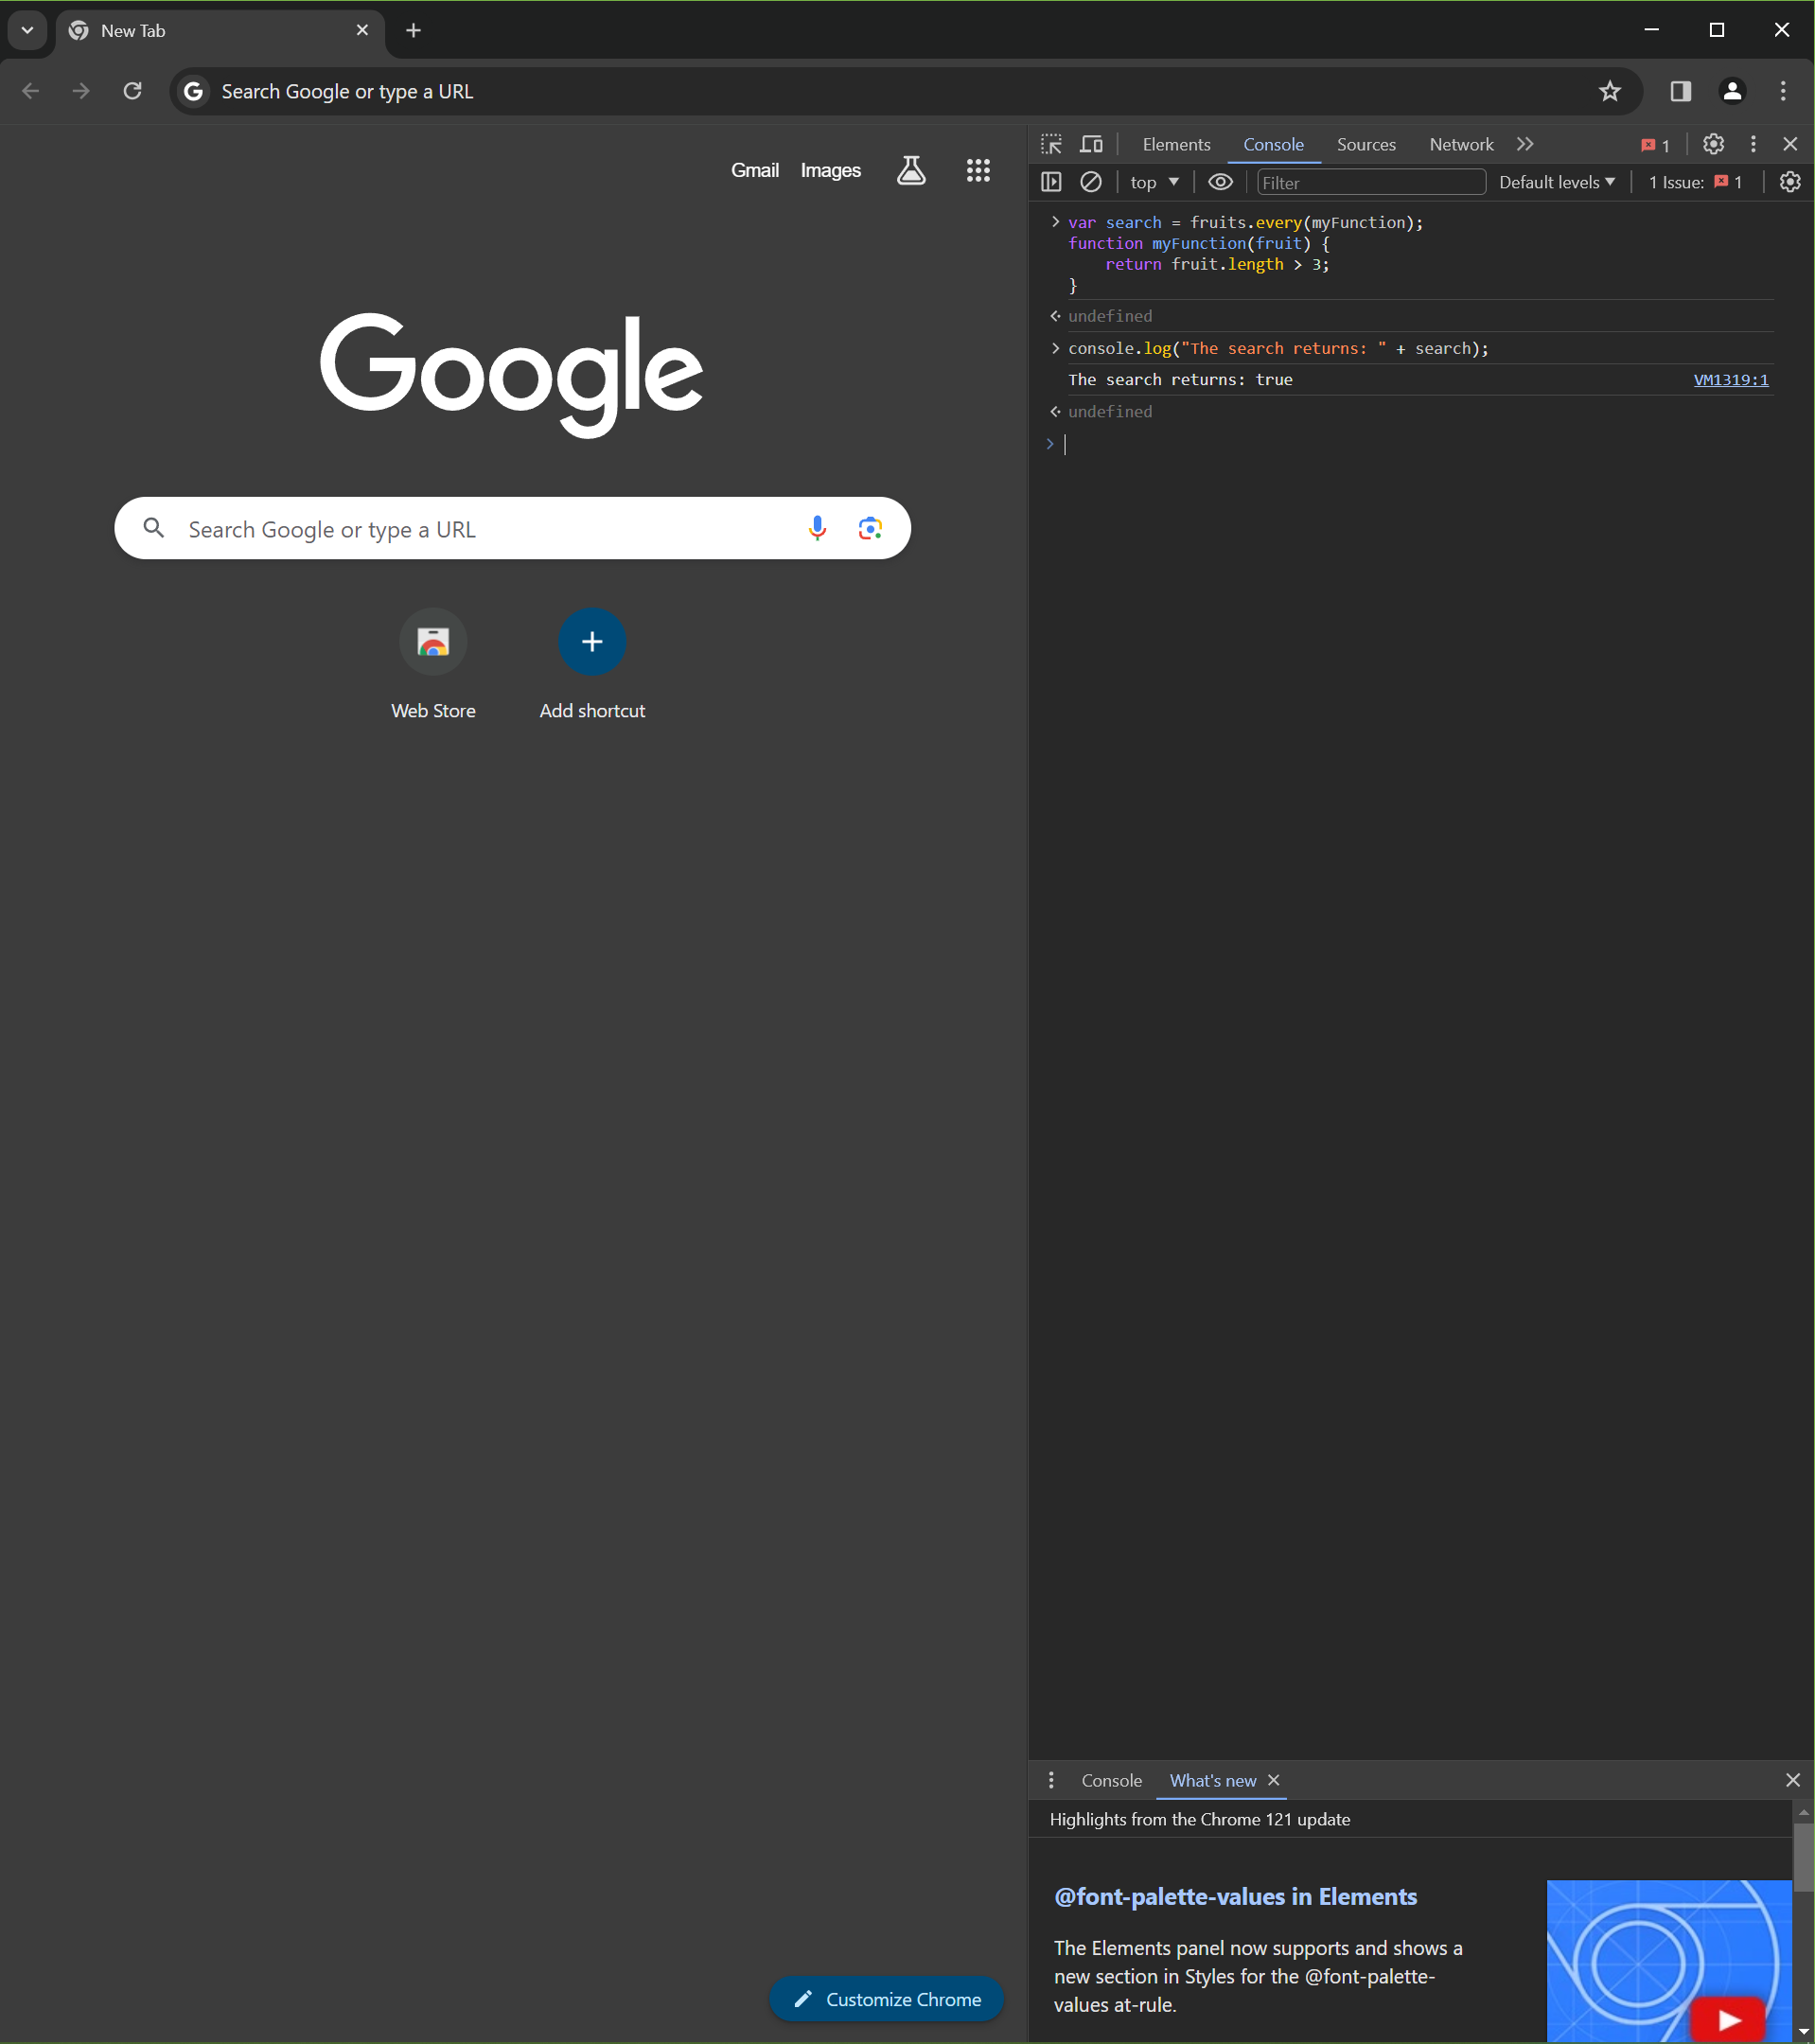 New Tab
Search Google or type a URL
Gmail Images
Google
Search Google or type a URL
Web Store Add shortcut
Customize Chrome
Elements Console Sources Network 1
top Filter Default levels 1 Issue: 1
var search = fruits.every(myFunction);
function myFunction(fruit) {
    return fruit.length > 3;
}
undefined
console.log("The search returns: " + search);
The search returns: true VM1319:1
undefined
Console What's new
Highlights from the Chrome 121 update
@font-palette-values in Elements
The Elements panel now supports and shows a
new section in Styles for the @font-palette-
values at-rule.